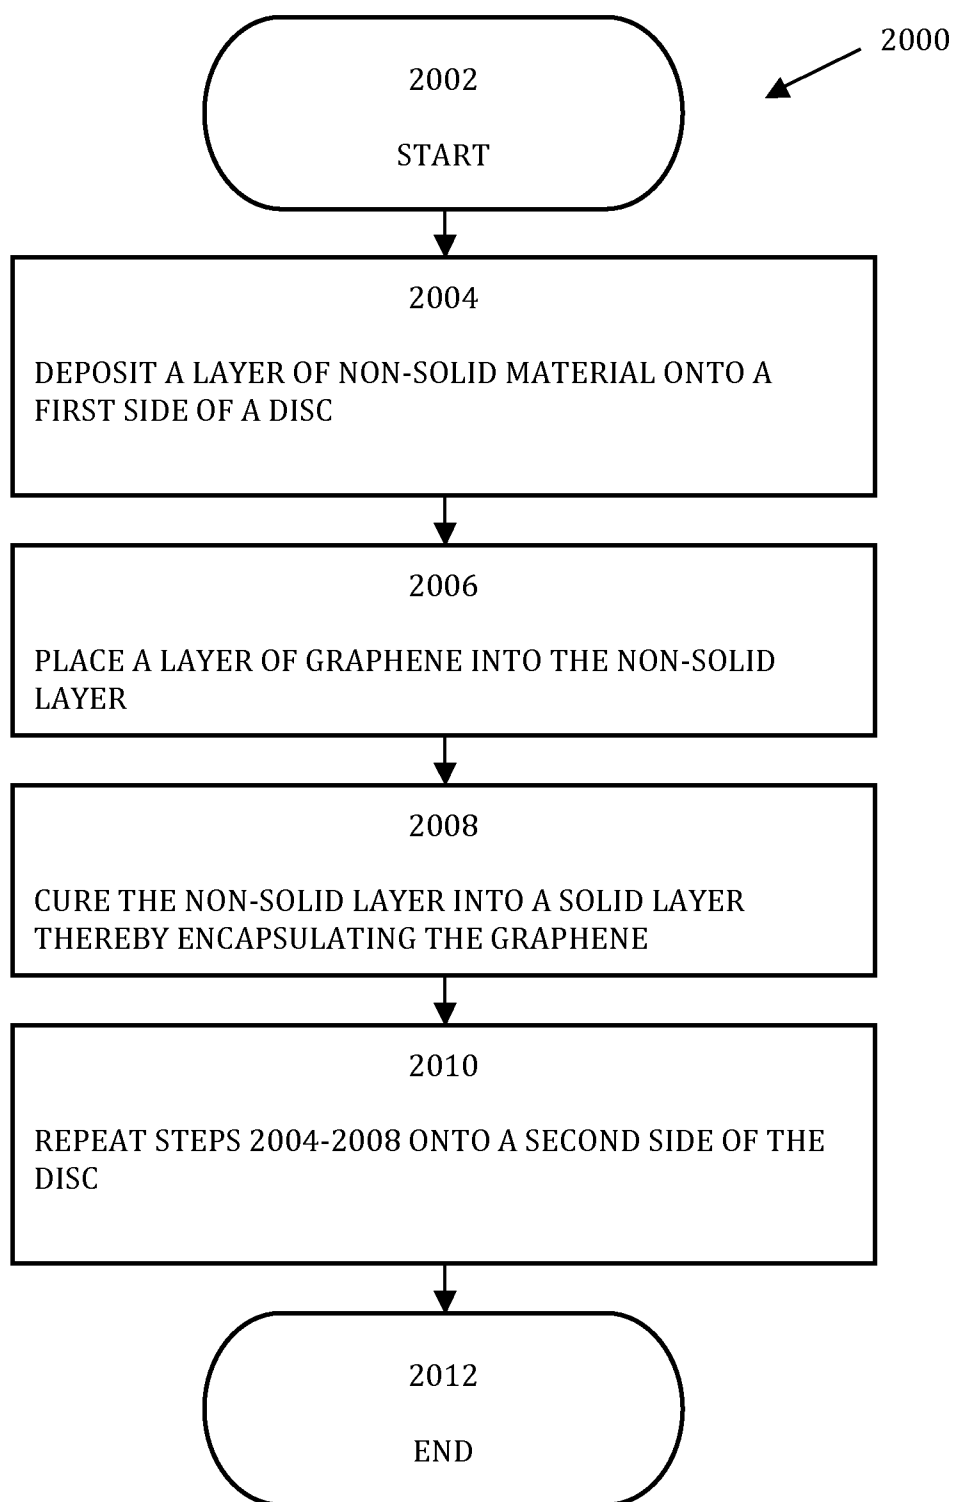 2000
2002
START
2004
DEPOSIT A LAYER OF NON-SOLID MATERIAL ONTO A
FIRST SIDE OF A DISC
2006
PLACE A LAYER OF GRAPHENE INTO THE NON-SOLID
LAYER
2008
CURE THE NON-SOLID LAYER INTO A SOLID LAYER
THEREBY ENCAPSULATING THE GRAPHENE
2010
REPEAT STEPS 2004-2008 ONTO A SECOND SIDE OF THE
DISC
2012
END